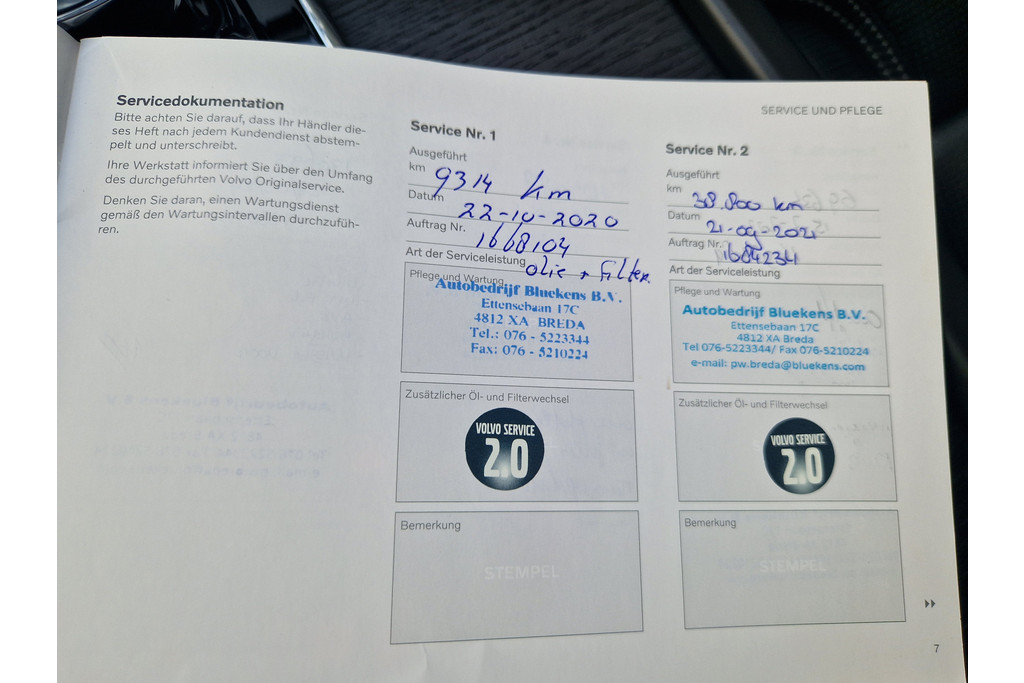 SERVICE UND PFLEGE
Servicedokumentation
Bitte achten Sie darauf, dass Ihr Händler die-
ses Heft nach jedem Kundendienst abstem-
pelt und unterschreibt.
Ihre Werkstatt informiert Sie über den Umfang
des durchgeführten Volvo Originalservice.
Denken Sie daran, einen Wartungsdienst
gemäß den Wartungsintervallen durchzufüh-
ren.
Service Nr. 1
Ausgeführt
km 9314 km
Datum 22-10-2020
Auftrag Nr. 1668104
Art der Serviceleistung olie + Filter.
Pflege und Wartung
Autobedrijf Bluekens B.V.
Ettensebaan 17C
4812 XA BREDA
Tel.: 076 - 5223344
Fax: 076 - 5210224
Zusätzlicher Öl- und Filterwechsel
VOLVO SERVICE
2.0
Bemerkung
STEMPEL
Service Nr. 2
Ausgeführt
km 38.800 km
Datum 21-09-2021
Auftrag Nr. 1684234
Art der Serviceleistung
Pflege und Wartung
Autobedrijf Bluekens B.V.
Ettensebaan 17C
4812 XA Breda
Tel 076-5223344/ Fax 076-5210224
e-mail: pw.breda@bluekens.com
Zusätzlicher Öl- und Filterwechsel
VOLVO SERVICE
2.0
Bemerkung
STEMPEL
7